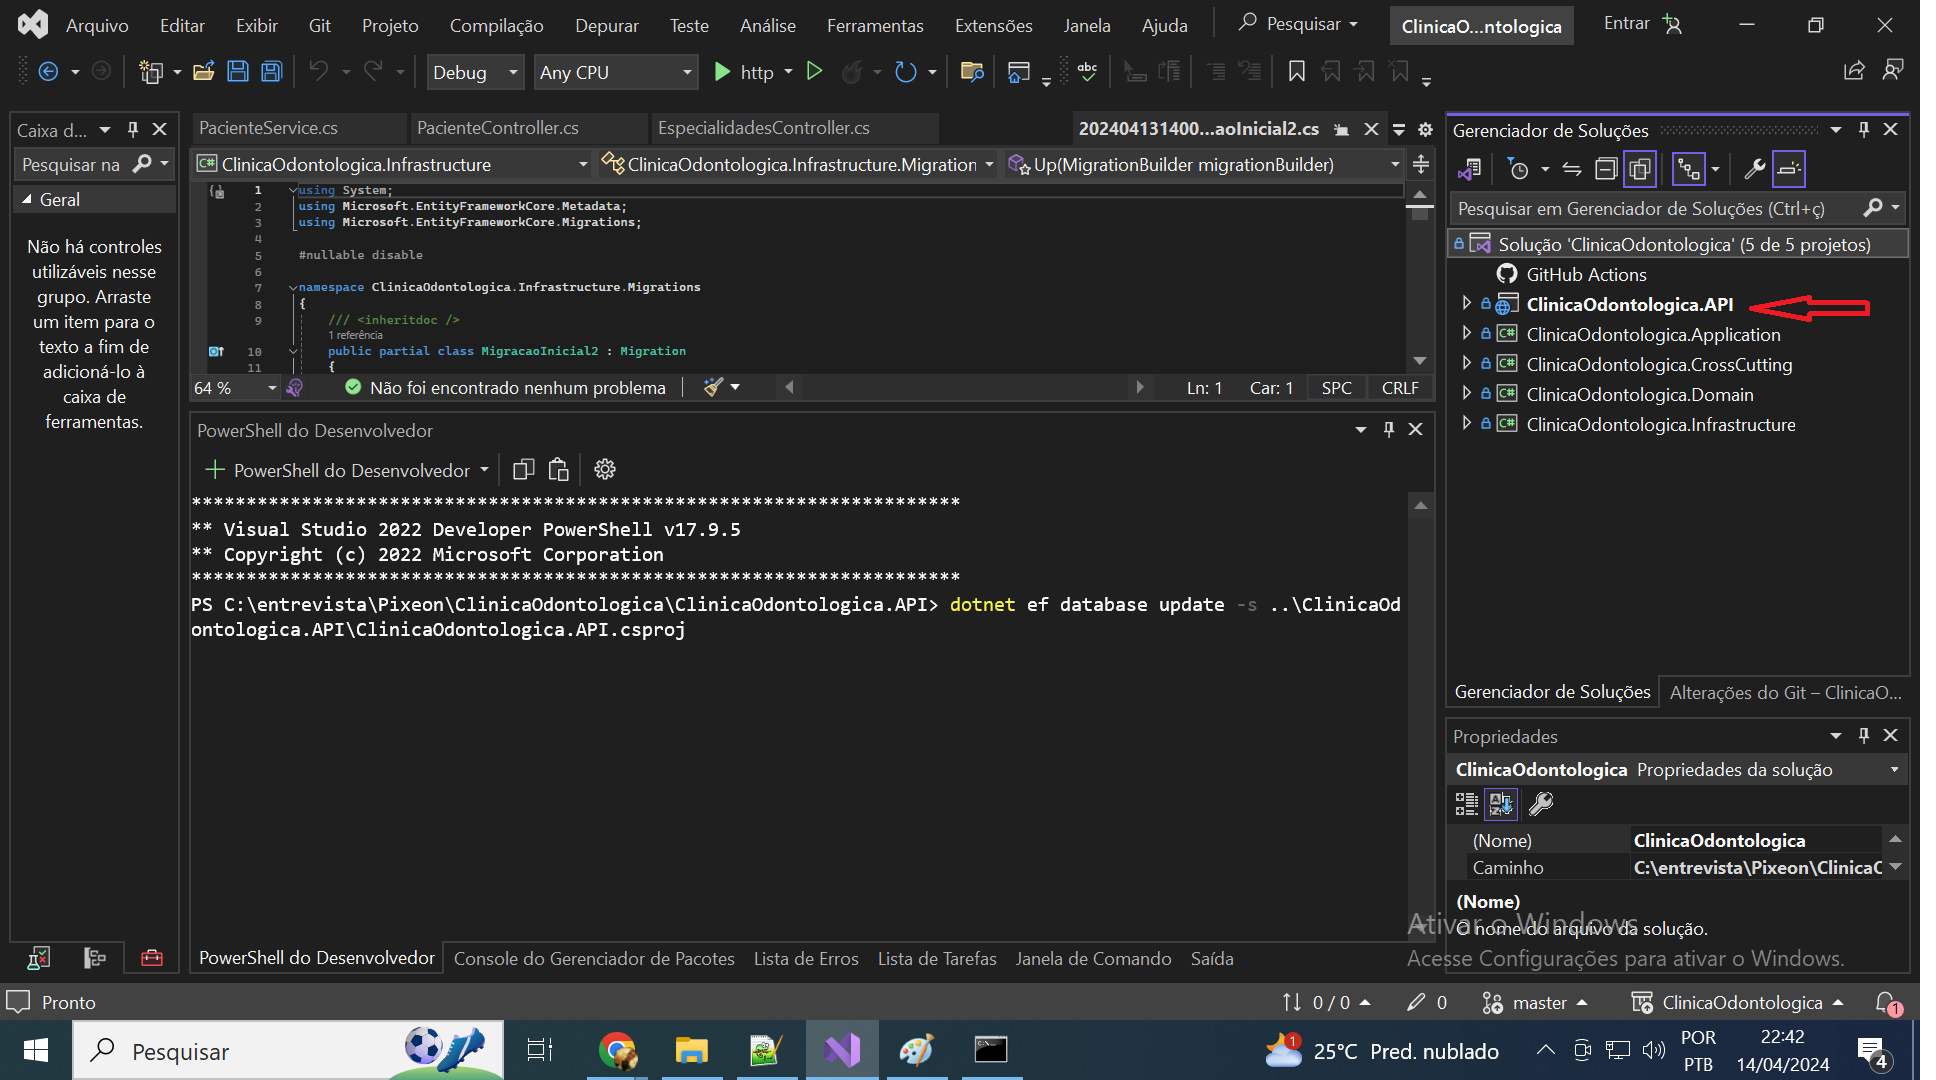 Arquivo Editar Exibir Git Projeto Compilação Depurar Teste Análise Ferramentas Extensões Janela Ajuda Pesquisar ClinicaO...ntologica Entrar
Debug Any CPU http abc
Caixa d...
Pesquisar na
Geral
Não há controles
utilizáveis nesse
grupo. Arraste
um item para o
texto a fim de
adicioná-lo à
caixa de
ferramentas.
PacienteService.cs PacienteController.cs EspecialidadesController.cs 202404131400...aoInicial2.cs
ClinicaOdontologica.Infrastructure ClinicaOdontologica.Infrastructure.Migration Up(MigrationBuilder migrationBuilder)
1 using System;
2 using Microsoft.EntityFrameworkCore.Metadata;
3 using Microsoft.EntityFrameworkCore.Migrations;
4
5 #nullable disable
6
7 namespace ClinicaOdontologica.Infrastructure.Migrations
8 {
9 /// <inheritdoc />
1 referência
10 public partial class MigracaoInicial2 : Migration
11 {
64 % Não foi encontrado nenhum problema Ln: 1 Car: 1 SPC CRLF
PowerShell do Desenvolvedor
PowerShell do Desenvolvedor
**********************************************************************
** Visual Studio 2022 Developer PowerShell v17.9.5
** Copyright (c) 2022 Microsoft Corporation
**********************************************************************
PS C:\entrevista\Pixeon\ClinicaOdontologica\ClinicaOdontologica.API> dotnet ef database update -s ..\ClinicaOd
ontologica.API\ClinicaOdontologica.API.csproj
PowerShell do Desenvolvedor Console do Gerenciador de Pacotes Lista de Erros Lista de Tarefas Janela de Comando Saída
Gerenciador de Soluções
Pesquisar em Gerenciador de Soluções (Ctrl+ç)
Solução 'ClinicaOdontologica' (5 de 5 projetos)
GitHub Actions
ClinicaOdontologica.API
C# ClinicaOdontologica.Application
C# ClinicaOdontologica.CrossCutting
C# ClinicaOdontologica.Domain
C# ClinicaOdontologica.Infrastructure
Gerenciador de Soluções Alterações do Git – ClinicaO...
Propriedades
ClinicaOdontologica Propriedades da solução
(Nome) ClinicaOdontologica
Caminho C:\entrevista\Pixeon\ClinicaC
(Nome)
O nome do arquivo da solução.
Ativar o Windows
Acesse Configurações para ativar o Windows.
Pronto 0 / 0 0 master ClinicaOdontologica 1
Pesquisar 1 25°C Pred. nublado POR
PTB
22:42
14/04/2024
4